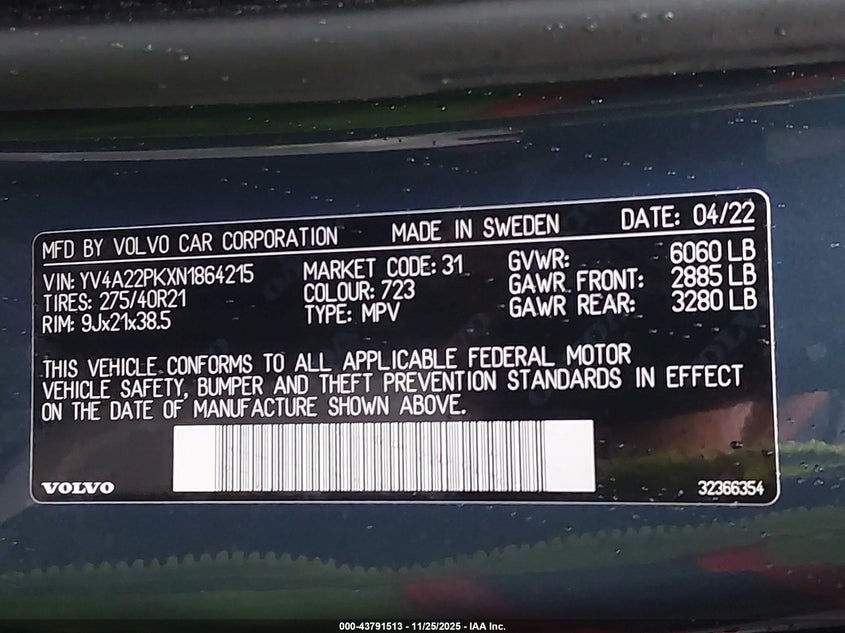 MFD BY VOLVO CAR CORPORATION MADE IN SWEDEN DATE: 04/22
VIN: YV4A22PKXN1864215 MARKET CODE: 31 GVWR: 6060 LB
TIRES: 275/40R21 COLOUR: 723 GAWR FRONT: 2885 LB
RIM: 9Jx21x38.5 TYPE: MPV GAWR REAR: 3280 LB
THIS VEHICLE CONFORMS TO ALL APPLICABLE FEDERAL MOTOR
VEHICLE SAFETY, BUMPER AND THEFT PREVENTION STANDARDS IN EFFECT
ON THE DATE OF MANUFACTURE SHOWN ABOVE.
VOLVO 32366354
000-43791513 - 11/25/2025 - IAA Inc.